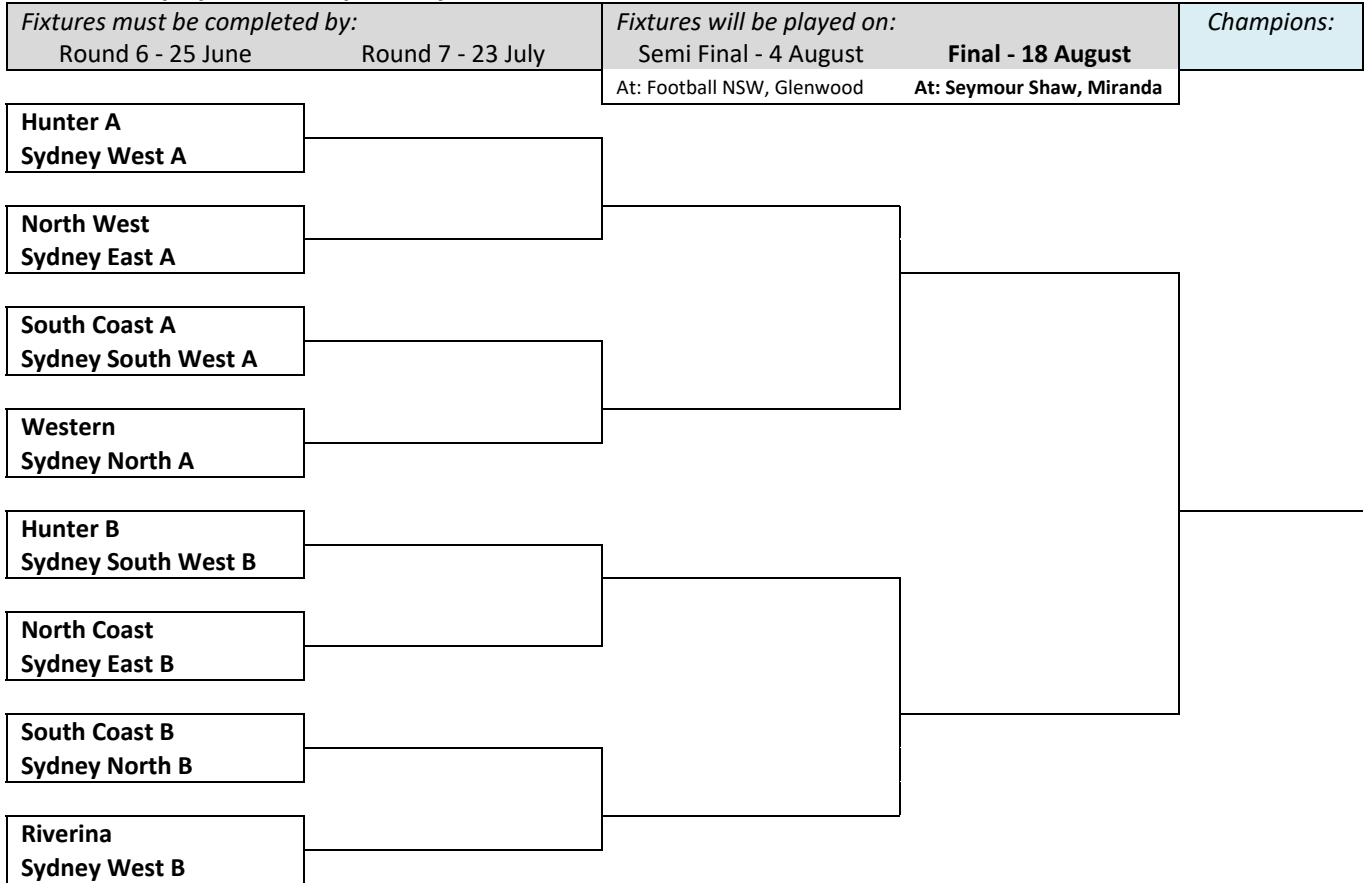 Fixtures must be completed by:
Round 6 - 25 June Round 7 - 23 July
Fixtures will be played on:
Semi Final - 4 August Final - 18 August
At: Football NSW, Glenwood At: Seymour Shaw, Miranda
Champions:
Hunter A
Sydney West A
North West
Sydney East A
South Coast A
Sydney South West A
Western
Sydney North A
Hunter B
Sydney South West B
North Coast
Sydney East B
South Coast B
Sydney North B
Riverina
Sydney West B